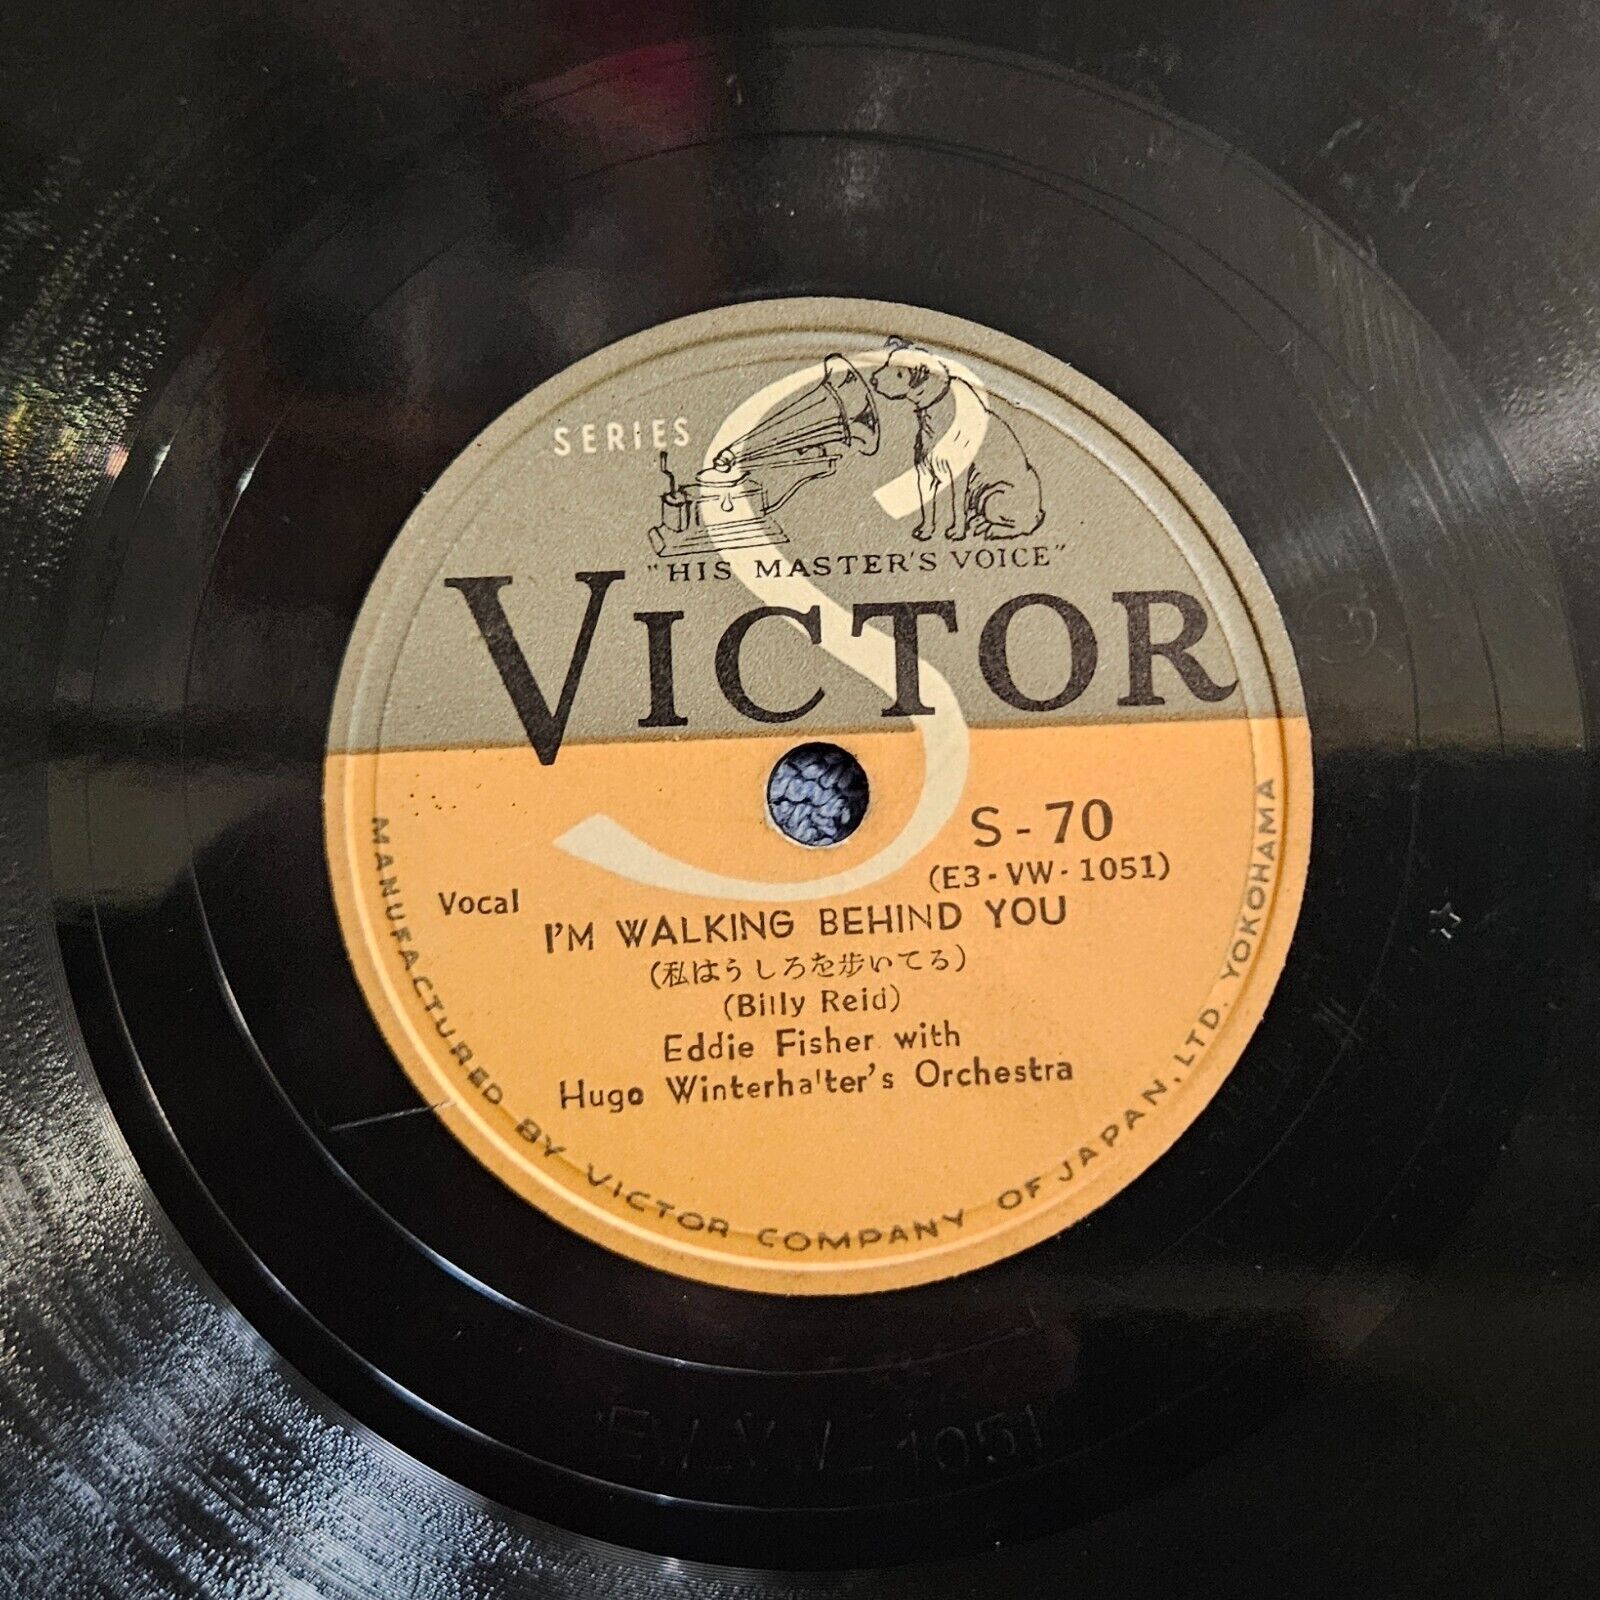 SERIES
S
"HIS MASTER'S VOICE"
VICTOR
S - 70
(E3-VW-1051)
Vocal
I'M WALKING BEHIND YOU
(私はうしろを歩いてる)
(Billy Reid)
Eddie Fisher with
Hugo Winterhalter's Orchestra
MANUFACTURED BY VICTOR COMPANY OF JAPAN, LTD. YOKOHAMA
1051